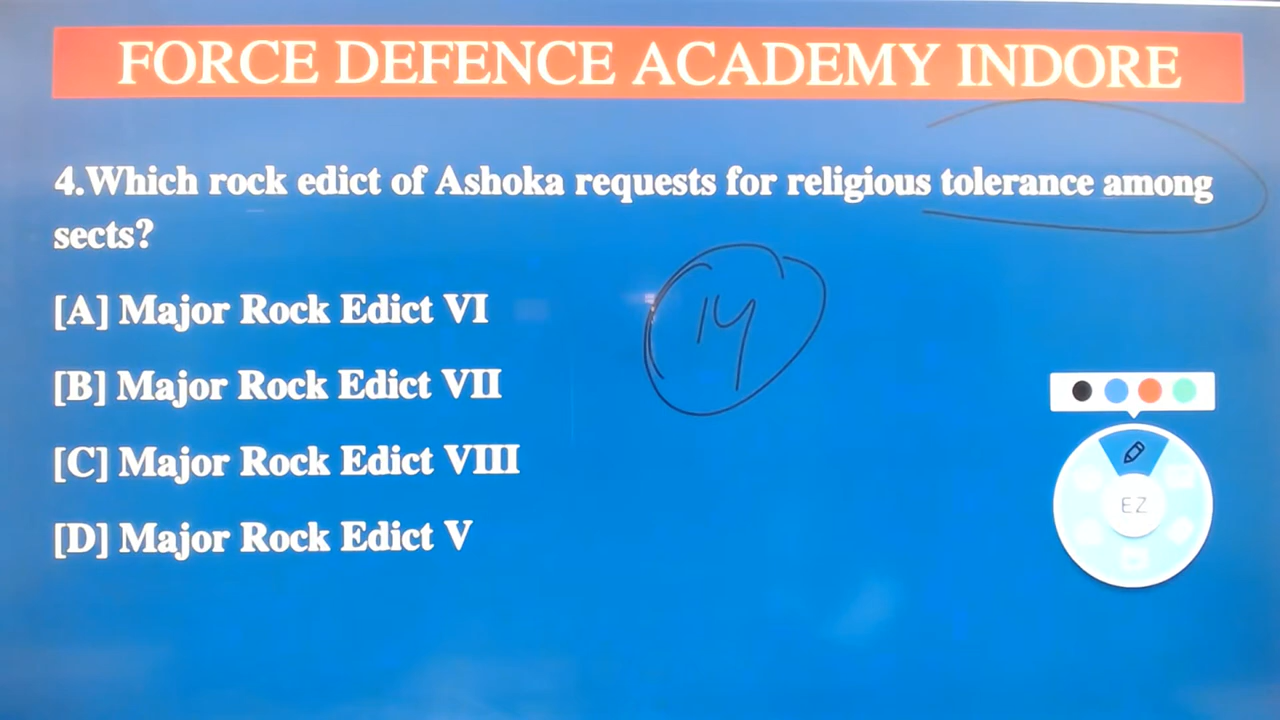 FORCE DEFENCE ACADEMY INDORE
4.Which rock edict of Ashoka requests for religious tolerance among
sects?
14
[A] Major Rock Edict VI
[B] Major Rock Edict VII
[C] Major Rock Edict VIII
[D] Major Rock Edict V
EZ